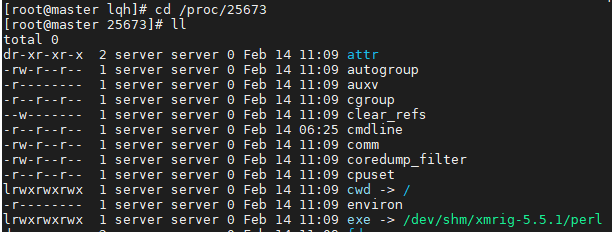 [root@master lqh]# cd /proc/25673
[root@master 25673]# ll
total 0
dr-xr-xr-x  2 server server 0 Feb 14 11:09 attr
-rw-r--r--  1 server server 0 Feb 14 11:09 autogroup
-r--------  1 server server 0 Feb 14 11:09 auxv
-r--r--r--  1 server server 0 Feb 14 11:09 cgroup
--w-------  1 server server 0 Feb 14 11:09 clear_refs
-r--r--r--  1 server server 0 Feb 14 06:25 cmdline
-rw-r--r--  1 server server 0 Feb 14 11:09 comm
-rw-r--r--  1 server server 0 Feb 14 11:09 coredump_filter
-r--r--r--  1 server server 0 Feb 14 11:09 cpuset
lrwxrwxrwx  1 server server 0 Feb 14 11:09 cwd -> /
-r--------  1 server server 0 Feb 14 11:09 environ
lrwxrwxrwx  1 server server 0 Feb 14 11:09 exe -> /dev/shm/xmrig-5.5.1/perl